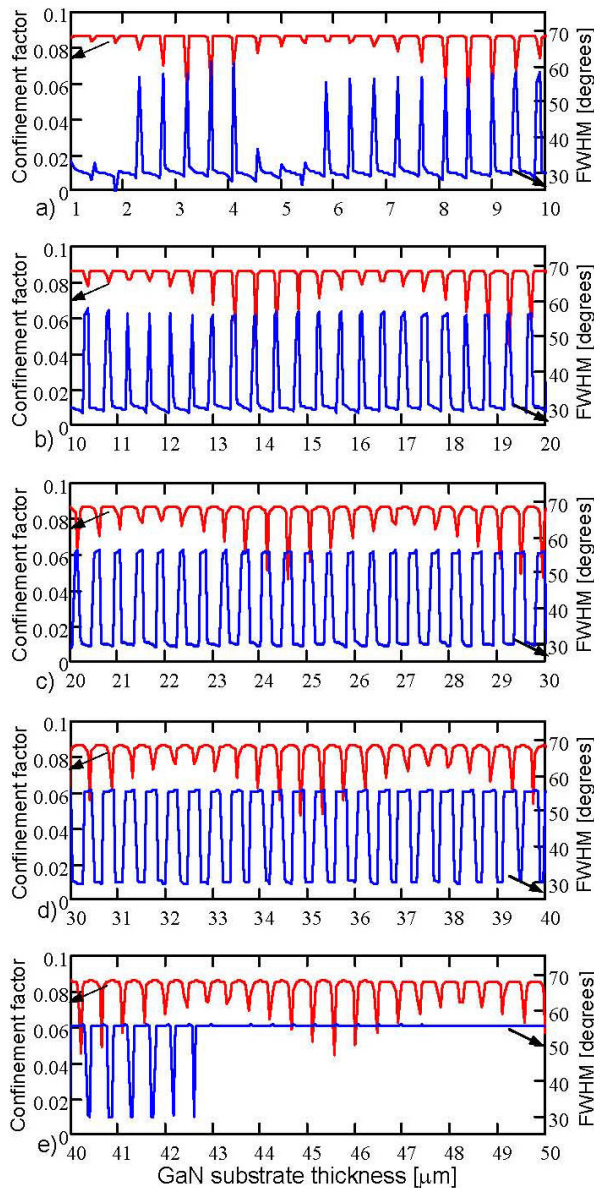 Confinement factor
0.1
0.08
0.06
0.04
0.02
0
70
60
50
40
30
FWHM [degrees]
a)
1 2 3 4 5 6 7 8 9 10
Confinement factor
0.1
0.08
0.06
0.04
0.02
0
70
60
50
40
30
FWHM [degrees]
b)
10 11 12 13 14 15 16 17 18 19 20
Confinement factor
0.1
0.08
0.06
0.04
0.02
0
70
60
50
40
30
FWHM [degrees]
c)
20 21 22 23 24 25 26 27 28 29 30
Confinement factor
0.1
0.08
0.06
0.04
0.02
0
70
60
50
40
30
FWHM [degrees]
d)
30 31 32 33 34 35 36 37 38 39 40
Confinement factor
0.1
0.08
0.06
0.04
0.02
0
70
60
50
40
30
FWHM [degrees]
e)
40 41 42 43 44 45 46 47 48 49 50
GaN substrate thickness [μm]